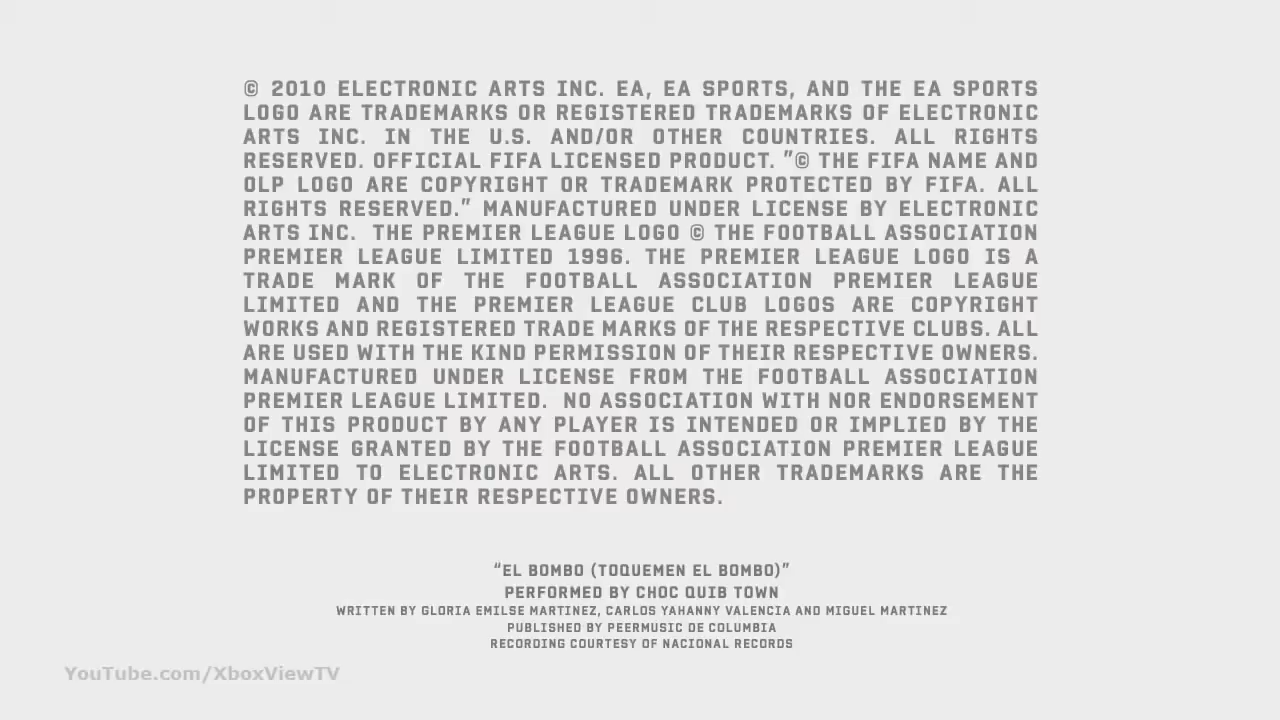 © 2010 ELECTRONIC ARTS INC. EA, EA SPORTS, AND THE EA SPORTS
LOGO ARE TRADEMARKS OR REGISTERED TRADEMARKS OF ELECTRONIC
ARTS INC. IN THE U.S. AND/OR OTHER COUNTRIES. ALL RIGHTS
RESERVED. OFFICIAL FIFA LICENSED PRODUCT. "© THE FIFA NAME AND
OLP LOGO ARE COPYRIGHT OR TRADEMARK PROTECTED BY FIFA. ALL
RIGHTS RESERVED." MANUFACTURED UNDER LICENSE BY ELECTRONIC
ARTS INC. THE PREMIER LEAGUE LOGO © THE FOOTBALL ASSOCIATION
PREMIER LEAGUE LIMITED 1996. THE PREMIER LEAGUE LOGO IS A
TRADE MARK OF THE FOOTBALL ASSOCIATION PREMIER LEAGUE
LIMITED AND THE PREMIER LEAGUE CLUB LOGOS ARE COPYRIGHT
WORKS AND REGISTERED TRADE MARKS OF THE RESPECTIVE CLUBS. ALL
ARE USED WITH THE KIND PERMISSION OF THEIR RESPECTIVE OWNERS.
MANUFACTURED UNDER LICENSE FROM THE FOOTBALL ASSOCIATION
PREMIER LEAGUE LIMITED. NO ASSOCIATION WITH NOR ENDORSEMENT
OF THIS PRODUCT BY ANY PLAYER IS INTENDED OR IMPLIED BY THE
LICENSE GRANTED BY THE FOOTBALL ASSOCIATION PREMIER LEAGUE
LIMITED TO ELECTRONIC ARTS. ALL OTHER TRADEMARKS ARE THE
PROPERTY OF THEIR RESPECTIVE OWNERS.
“EL BOMBO (TOQUEMEN EL BOMBO)”
PERFORMED BY CHOC QUIB TOWN
WRITTEN BY GLORIA EMILSE MARTINEZ, CARLOS YAHANNY VALENCIA AND MIGUEL MARTINEZ
PUBLISHED BY PEERMUSIC DE COLUMBIA
RECORDING COURTESY OF NACIONAL RECORDS
YouTube.com/XboxViewTV